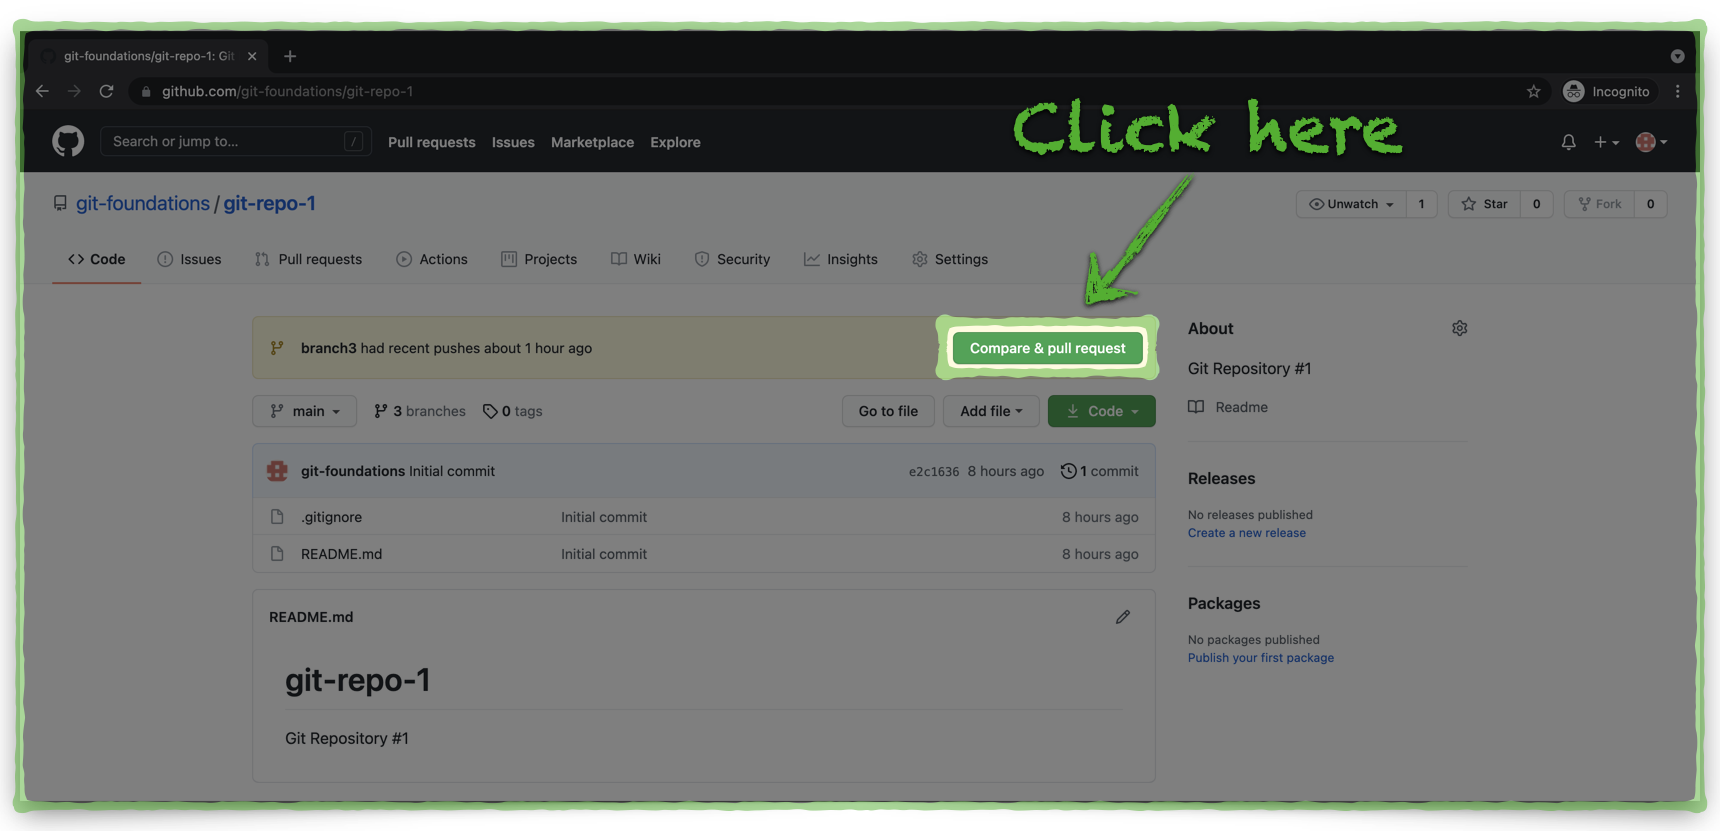 git-foundations/git-repo-1: Git
github.com/git-foundations/git-repo-1
Incognito
Click here
Search or jump to...
/
Pull requests
Issues
Marketplace
Explore
git-foundations / git-repo-1
Unwatch
1
Star
0
Fork
0
Code
Issues
Pull requests
Actions
Projects
Wiki
Security
Insights
Settings
branch3 had recent pushes about 1 hour ago
Compare & pull request
main
3 branches
0 tags
Go to file
Add file
Code
git-foundations Initial commit
e2c1636 8 hours ago
1 commit
.gitignore
Initial commit
8 hours ago
README.md
Initial commit
8 hours ago
README.md
git-repo-1
Git Repository #1
About
Git Repository #1
Readme
Releases
No releases published
Create a new release
Packages
No packages published
Publish your first package